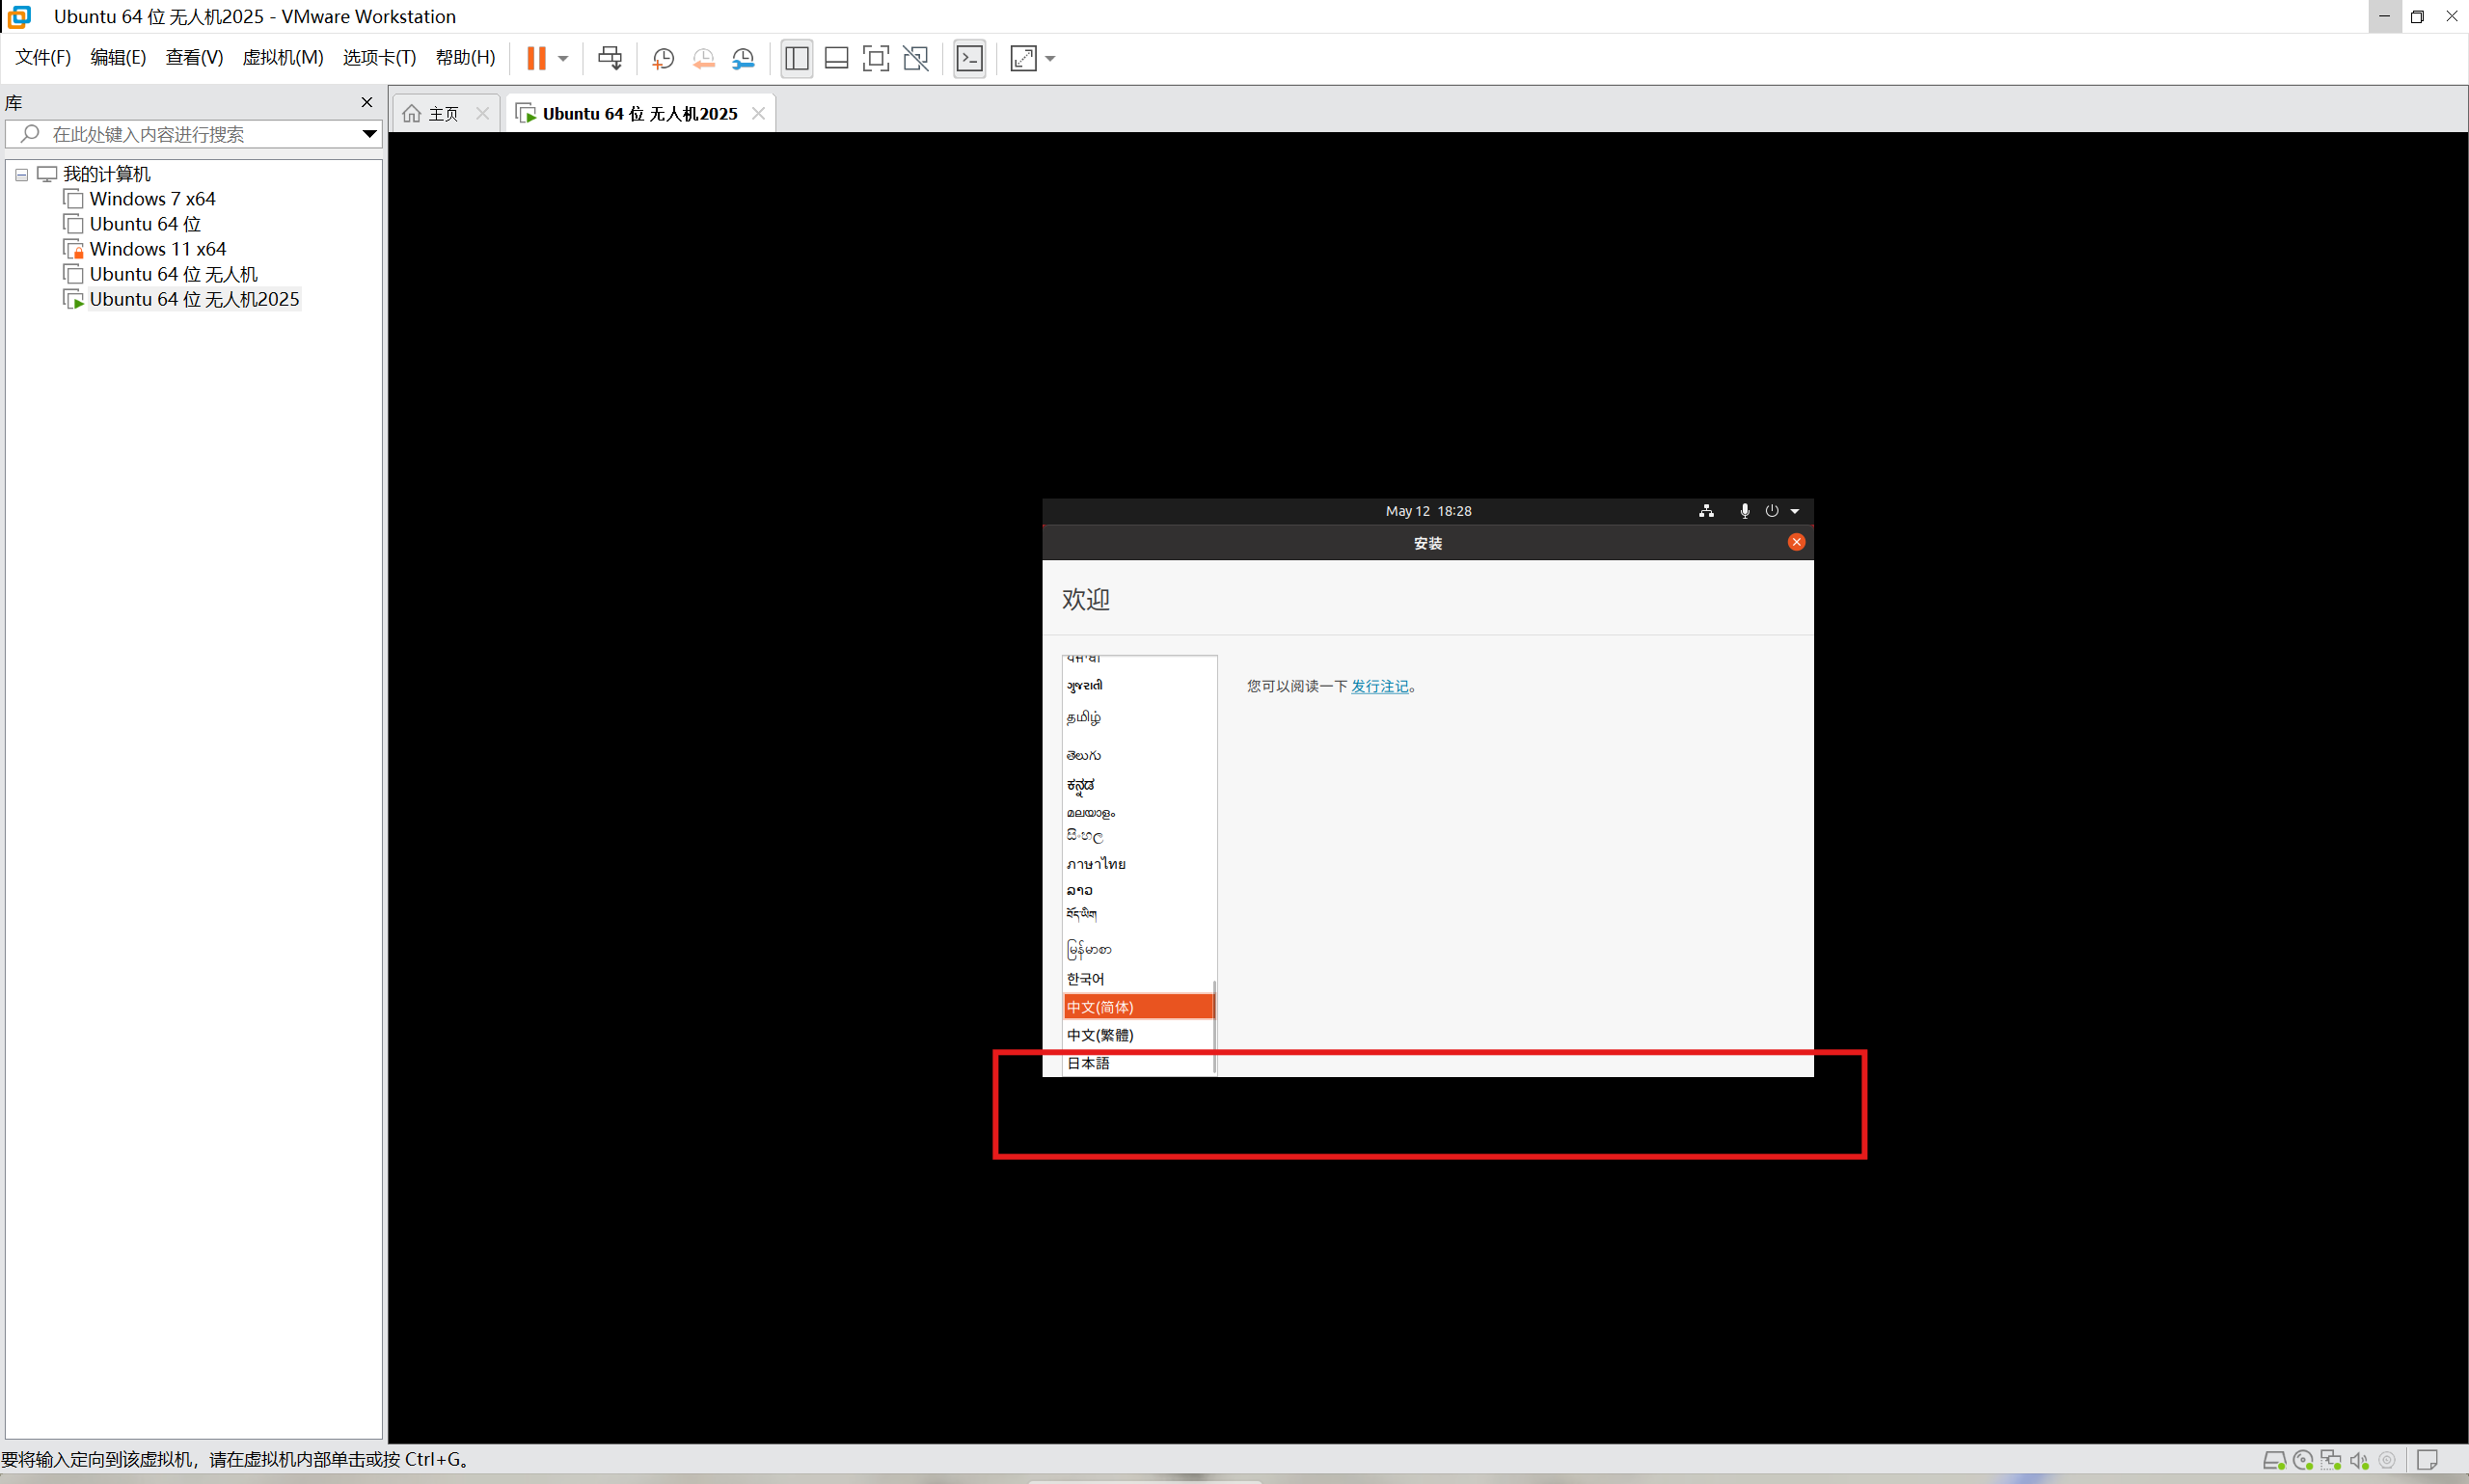 Ubuntu 64 位 无人机2025 - VMware Workstation
文件(F) 编辑(E) 查看(V) 虚拟机(M) 选项卡(T) 帮助(H)
库
在此处键入内容进行搜索
我的计算机
Windows 7 x64
Ubuntu 64 位
Windows 11 x64
Ubuntu 64 位 无人机
Ubuntu 64 位 无人机2025
主页
Ubuntu 64 位 无人机2025
May 12 18:28
安装
欢迎
ગુજરાતી
தமிழ்
తెలుగు
ಕನ್ನಡ
മലയാളം
සිංහල
ภาษาไทย
ລາວ
བོད་ཡིག
မြန်မာစာ
한국어
中文(简体)
中文(繁體)
日本語
您可以阅读一下 发行注记。
要将输入定向到该虚拟机，请在虚拟机内部单击或按 Ctrl+G。